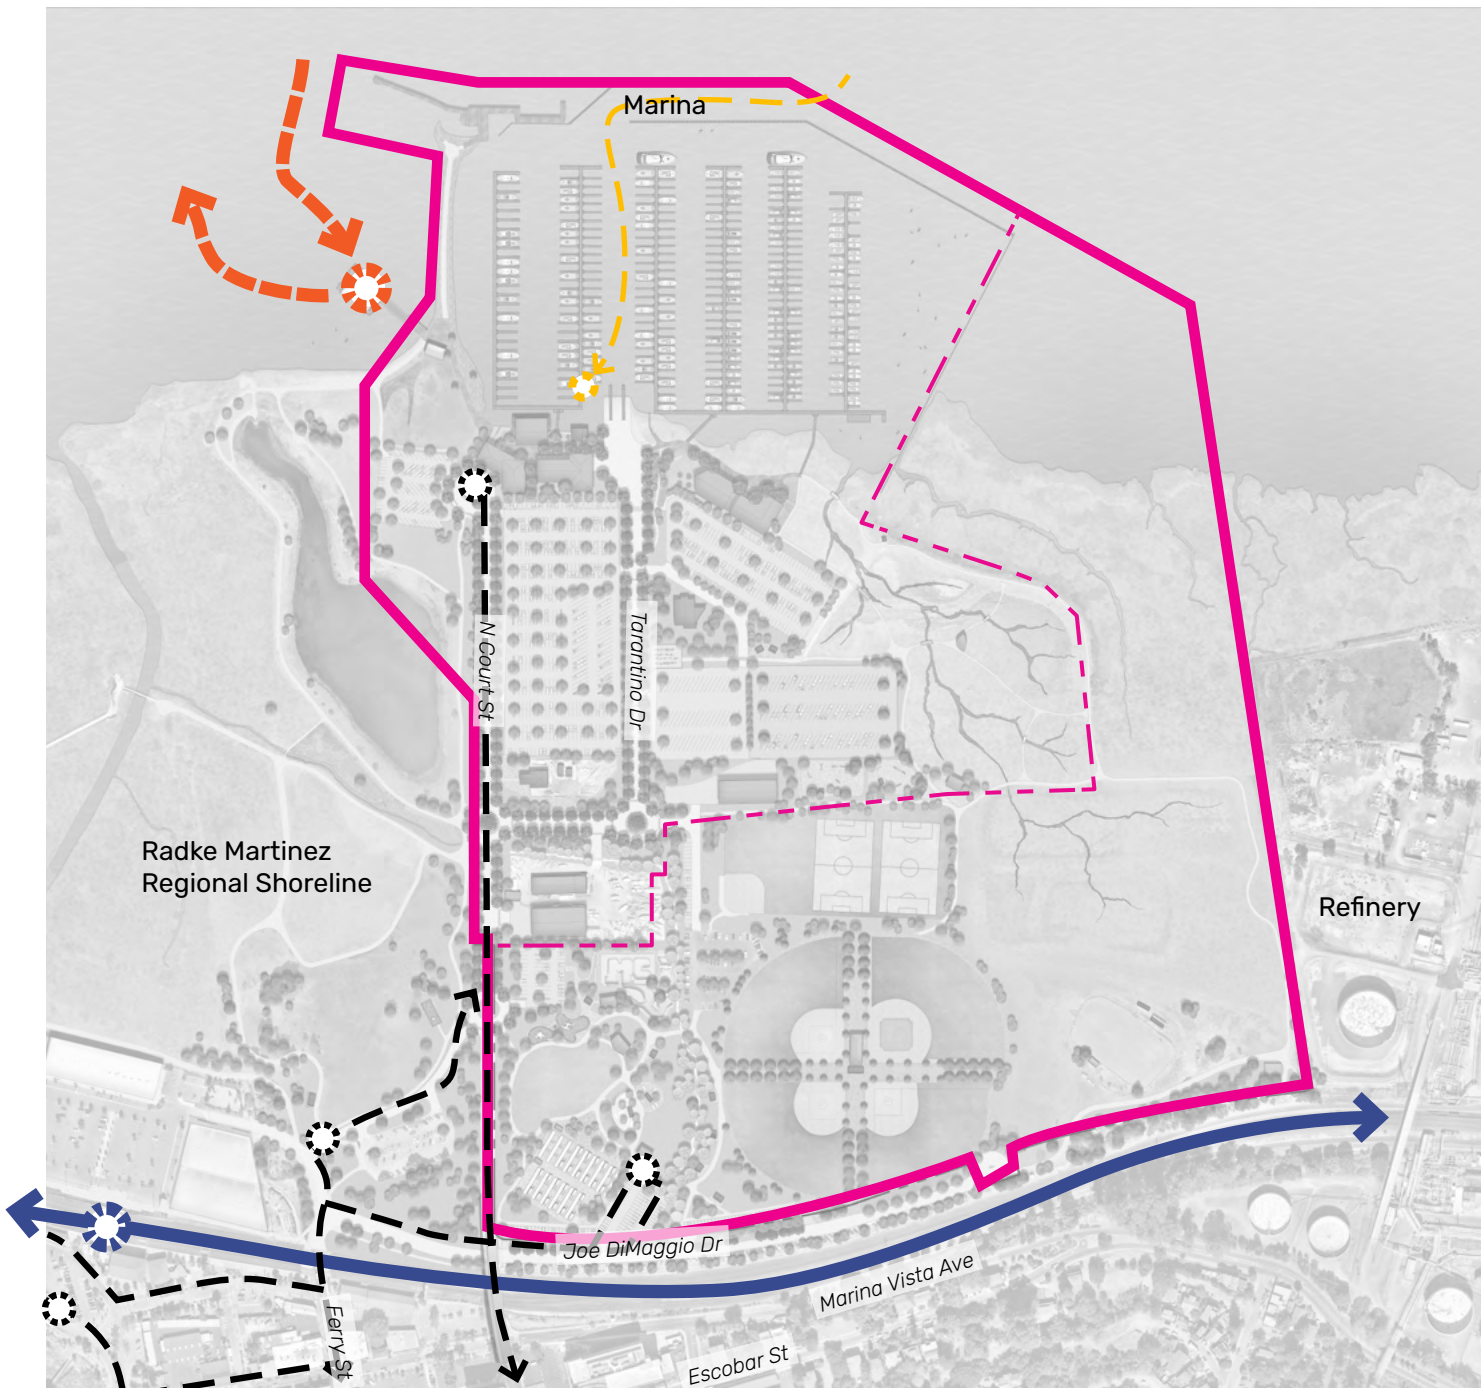 Marina
N Court St
Tarantino Dr
Radke Martinez
Regional Shoreline
Refinery
Joe DiMaggio Dr
Marina Vista Ave
Ferry St
Escobar St